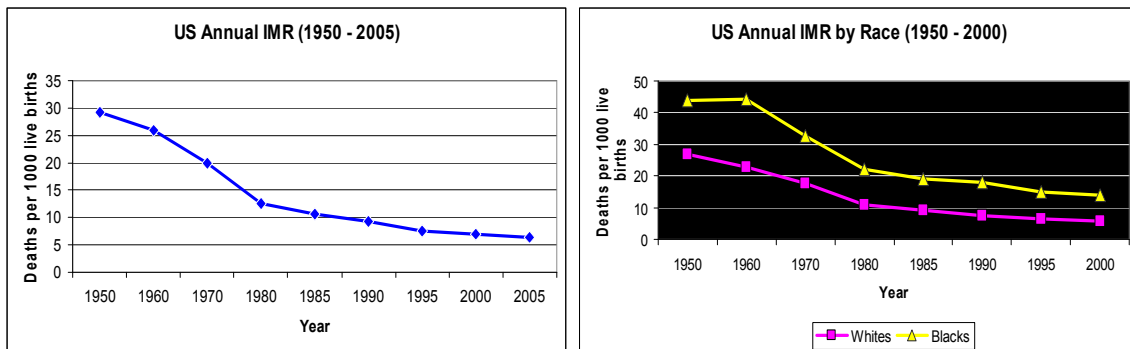 US Annual IMR (1950 - 2005)
Deaths per 1000 live births
35
30
25
20
15
10
5
0
1950 1960 1970 1980 1985 1990 1995 2000 2005
Year
US Annual IMR by Race (1950 - 2000)
Deaths per 1000 live
births
50
40
30
20
10
0
1950 1960 1970 1980 1985 1990 1995 2000
Year
Whites Blacks